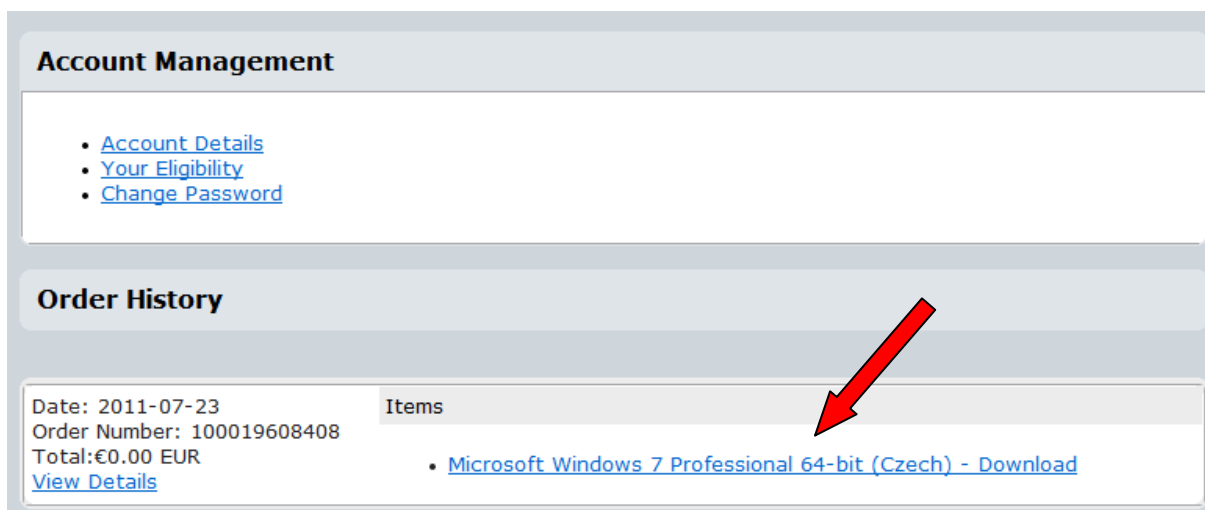 Account Management
Account Details
Your Eligibility
Change Password
Order History
Date: 2011-07-23
Order Number: 100019608408
Total:€0.00 EUR
View Details
Items
Microsoft Windows 7 Professional 64-bit (Czech) - Download